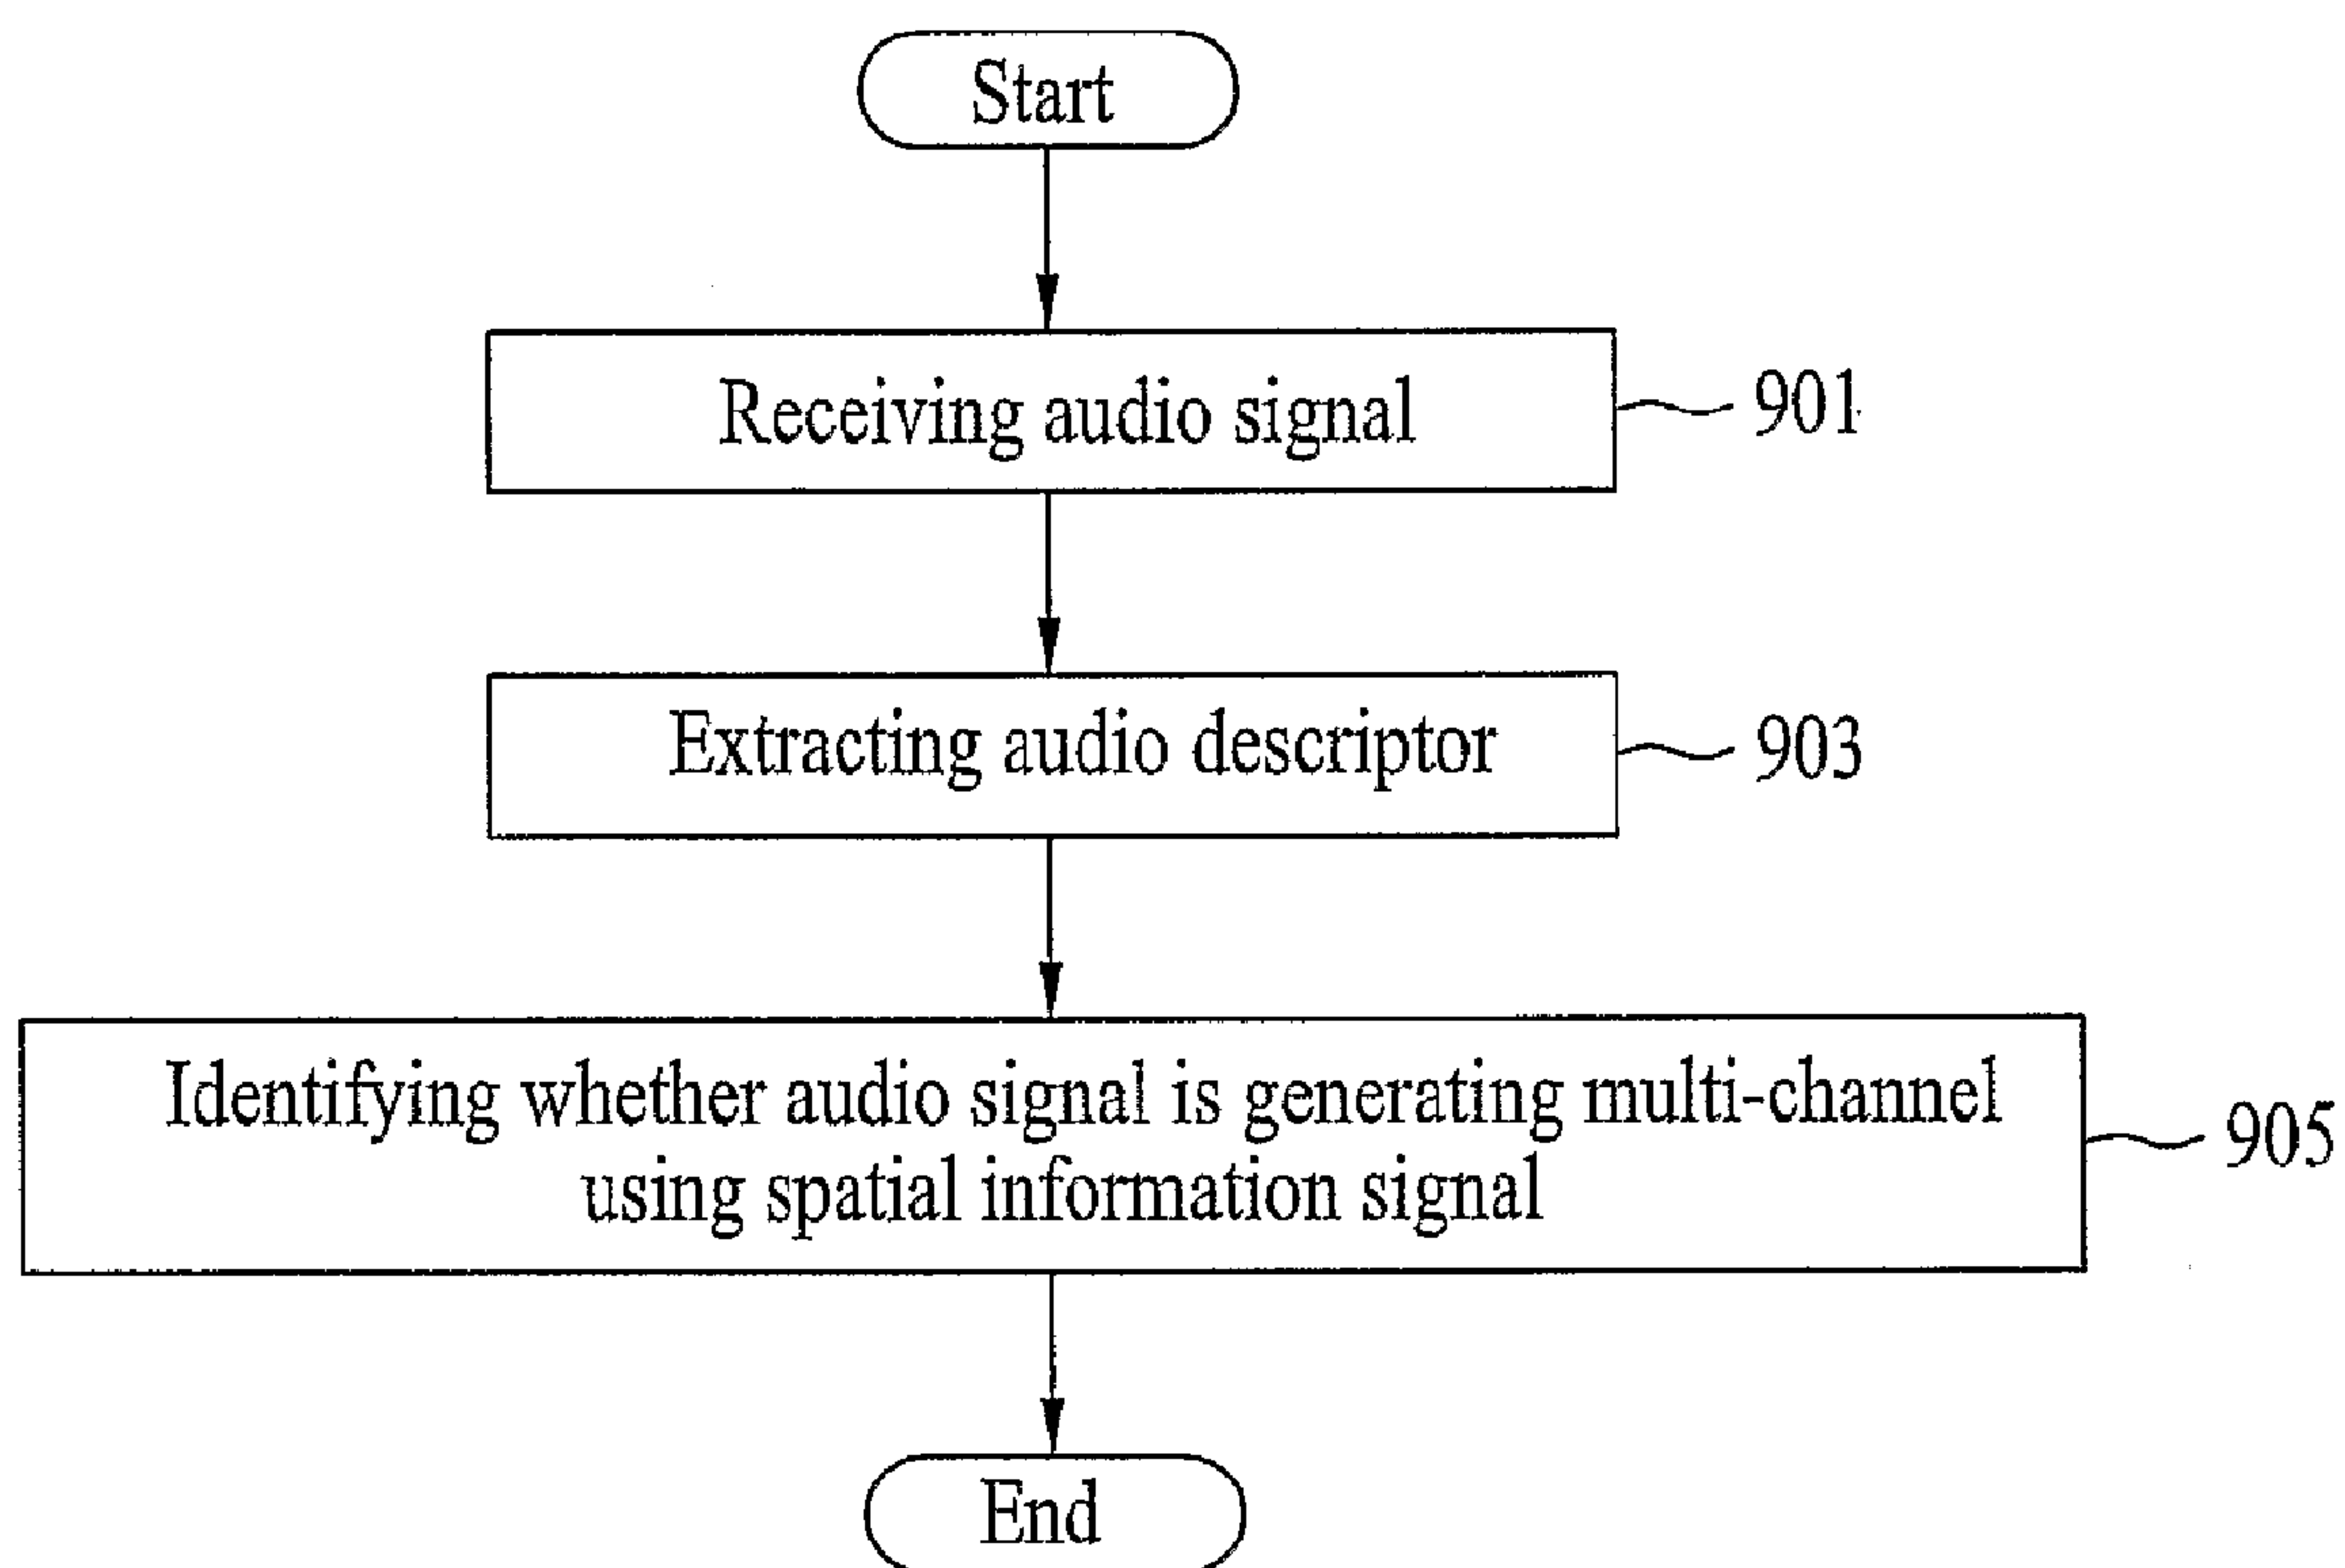 Start
Receiving audio signal
901
Extracting audio descriptor
903
Identifying whether audio signal is generating multi-channel
using spatial information signal
905
End